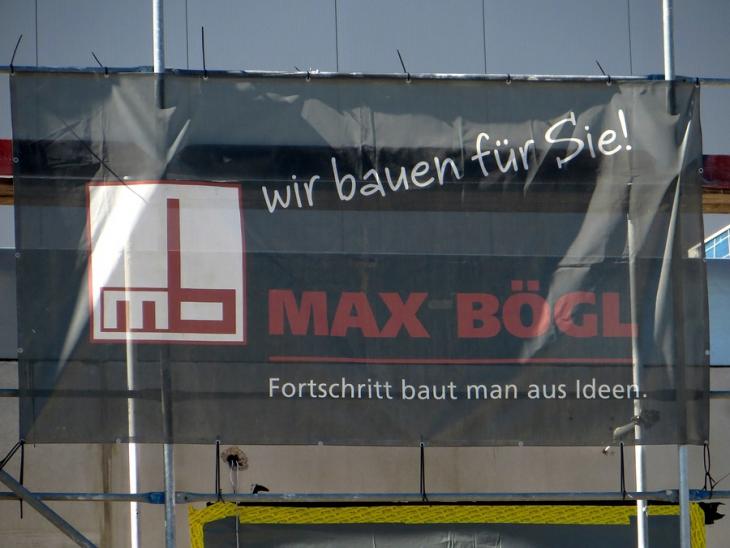 wir bauen für Sie!
mb
MAX BÖGL
Fortschritt baut man aus Ideen.